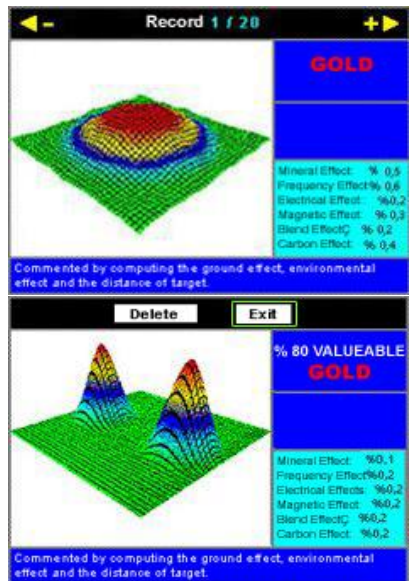 Record 1 / 20
GOLD
Mineral Effect: % 0,5
Frequency Effect % 0,6
Electrical Effect: %0,2
Magnetic Effect: % 0,3
Blend EffectÇ % 0,2
Carbon Effect: % 0,4
Commented by computing the ground effect, environmental
effect and the distance of target.
Delete Exit
% 80 VALUEABLE
GOLD
Mineral Effect: %0,1
Frequency Effect %0,2
Electrical Effects: %0,2
Magnetic Effect: %0,2
Blend EffectÇ %0,2
Carbon Effect: %0,2
Commented by computing the ground effect, environmental
effect and the distance of target.